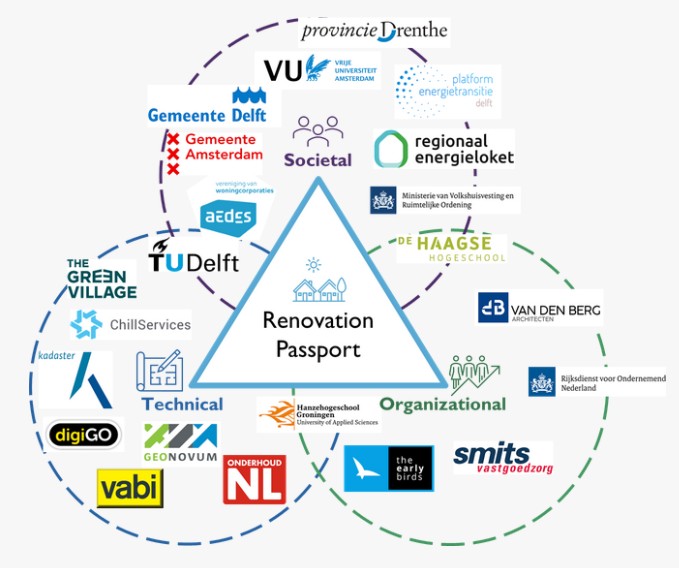 provincie Drenthe
VU VRIJE
UNIVERSITEIT
AMSTERDAM
platform
energietransitie
delft
Gemeente Delft
Gemeente
Amsterdam
Societal
regionaal
energieloket
vereniging van
woningcorporaties
aedes
Ministerie van Volkshuisvesting en
Ruimtelijke Ordening
TU Delft
DE HAAGSE
HOGESCHOOL
THE
GREEN
VILLAGE
ChillServices
Renovation
Passport
dB VAN DEN BERG
ARCHITECTEN
kadaster
Rijksdienst voor Ondernemend
Nederland
Technical
Hanzehogeschool
Groningen
University of Applied Sciences
Organizational
digiGO
GEONOVUM
vabi
ONDERHOUD
NL
the
early
birds
smits
vastgoedzorg